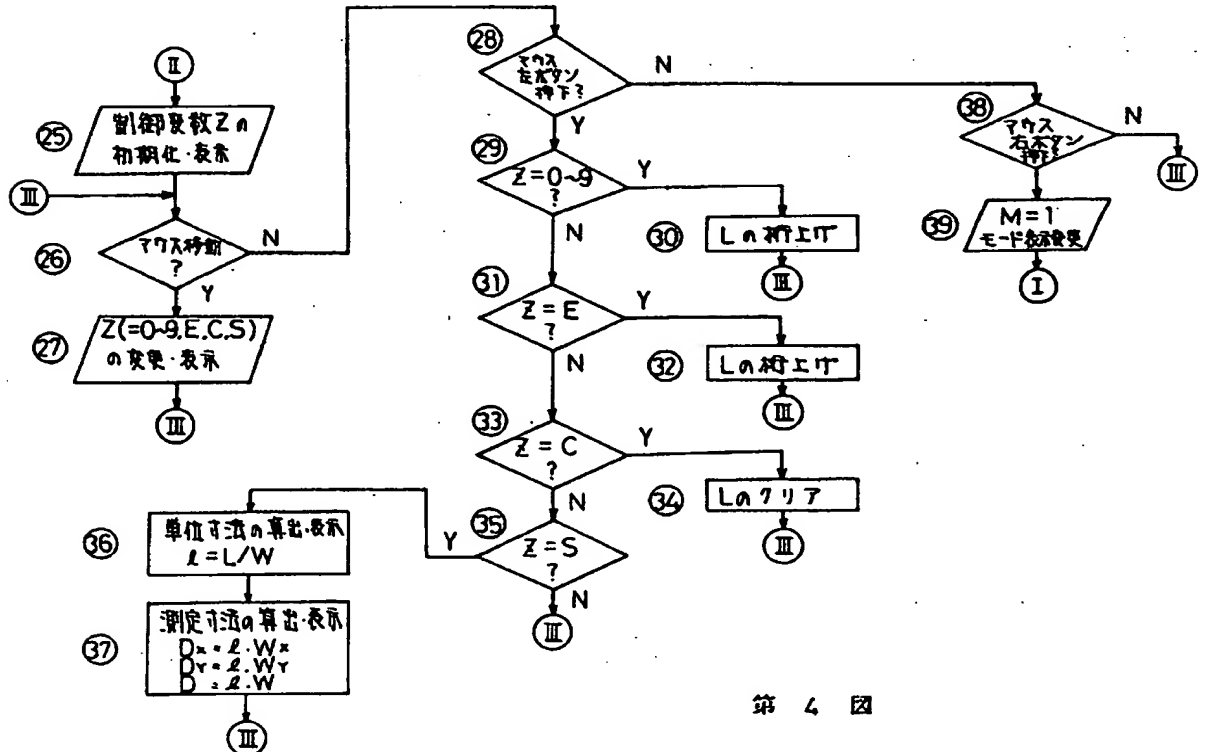 II
25
制御変数Zの
初期化・表示
III
26
マウス移動
?
N
Y
27
Z(=0~9.E.C.S)
の変更・表示
III
28
マウス
左ボタン
押下?
N
Y
29
Z=0~9
?
Y
N
30
Lの桁上げ
III
31
Z=E
?
Y
N
32
Lの桁上げ
III
33
Z=C
?
Y
N
34
Lのクリア
III
35
Z=S
?
Y
N
III
36
単位寸法の算出・表示
ℓ=L/W
37
測定寸法の算出・表示
Dx=ℓ・Wx
DY=ℓ・WY
D=ℓ・W
III
38
マウス
右ボタン
押下?
N
III
39
M=1
モード表示変更
I
第 4 図